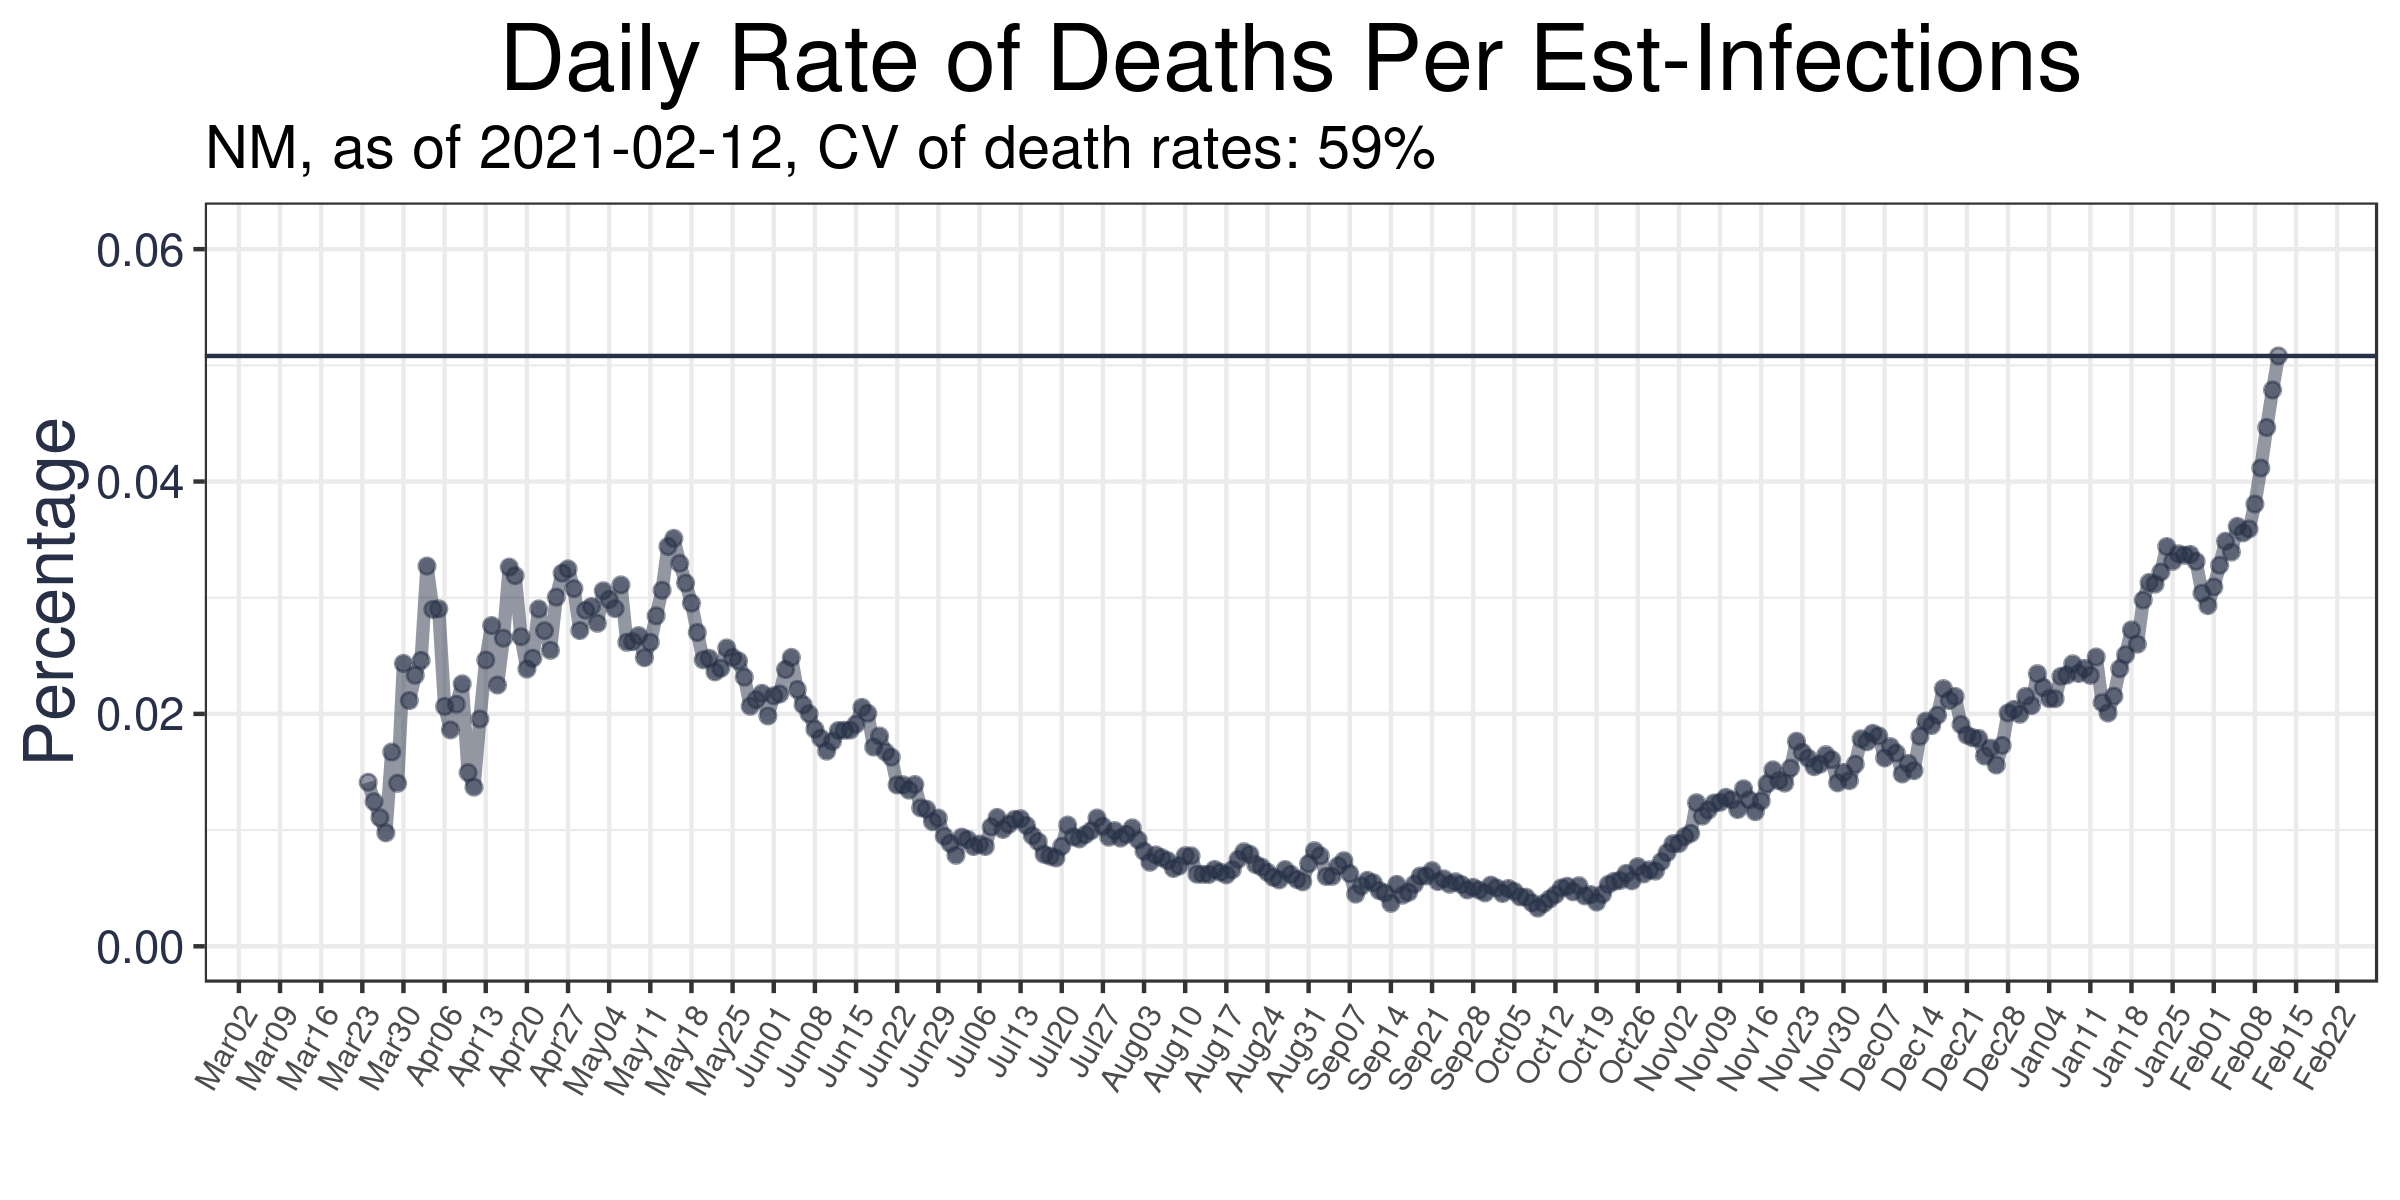 Daily Rate of Deaths Per Est-Infections
NM, as of 2021-02-12, CV of death rates: 59%
Percentage
0.06
0.04
0.02
0.00
Mar02
Mar09
Mar16
Mar23
Mar30
Apr06
Apr13
Apr20
Apr27
May04
May11
May18
May25
Jun01
Jun08
Jun15
Jun22
Jun29
Jul06
Jul13
Jul20
Jul27
Aug03
Aug10
Aug17
Aug24
Aug31
Sep07
Sep14
Sep21
Sep28
Oct05
Oct12
Oct19
Oct26
Nov02
Nov09
Nov16
Nov23
Nov30
Dec07
Dec14
Dec21
Dec28
Jan04
Jan11
Jan18
Jan25
Feb01
Feb08
Feb15
Feb22